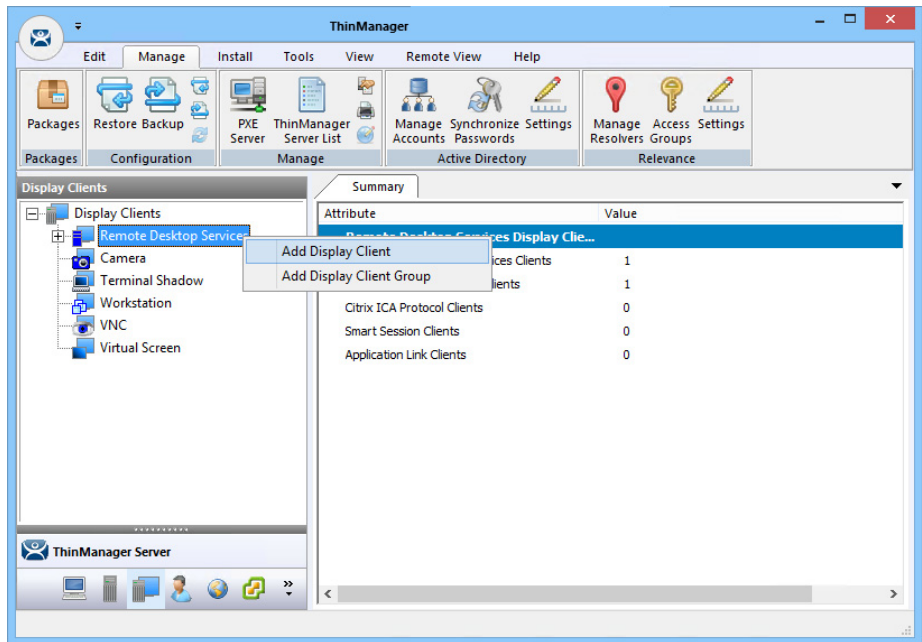 ThinManager
Edit Manage Install Tools View Remote View Help
Packages Restore Backup PXE Server ThinManager Server List Manage Accounts Synchronize Passwords Settings Manage Resolvers Access Groups Settings
Packages Configuration Manage Active Directory Relevance
Display Clients
Display Clients
Remote Desktop Services
Camera
Terminal Shadow
Workstation
VNC
Virtual Screen
Add Display Client
Add Display Client Group
Summary
Attribute Value
Remote Desktop Services Display Clie...
ices Clients 1
lients 1
Citrix ICA Protocol Clients 0
Smart Session Clients 0
Application Link Clients 0
ThinManager Server